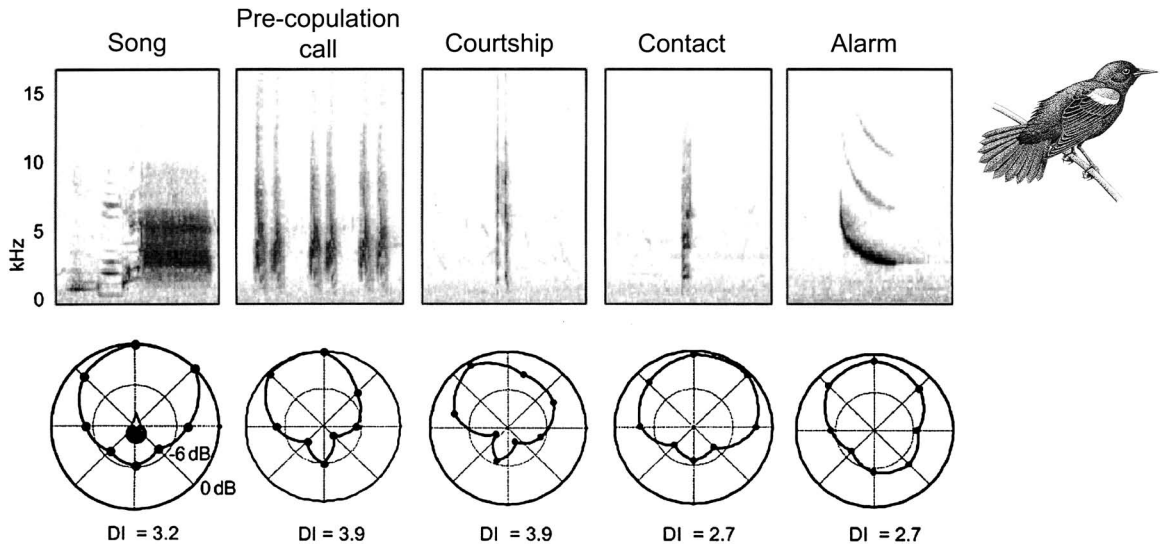 Song
Pre-copulation
call
Courtship
Contact
Alarm
15
10
5
0
kHz
-6 dB
0 dB
DI = 3.2
DI = 3.9
DI = 3.9
DI = 2.7
DI = 2.7